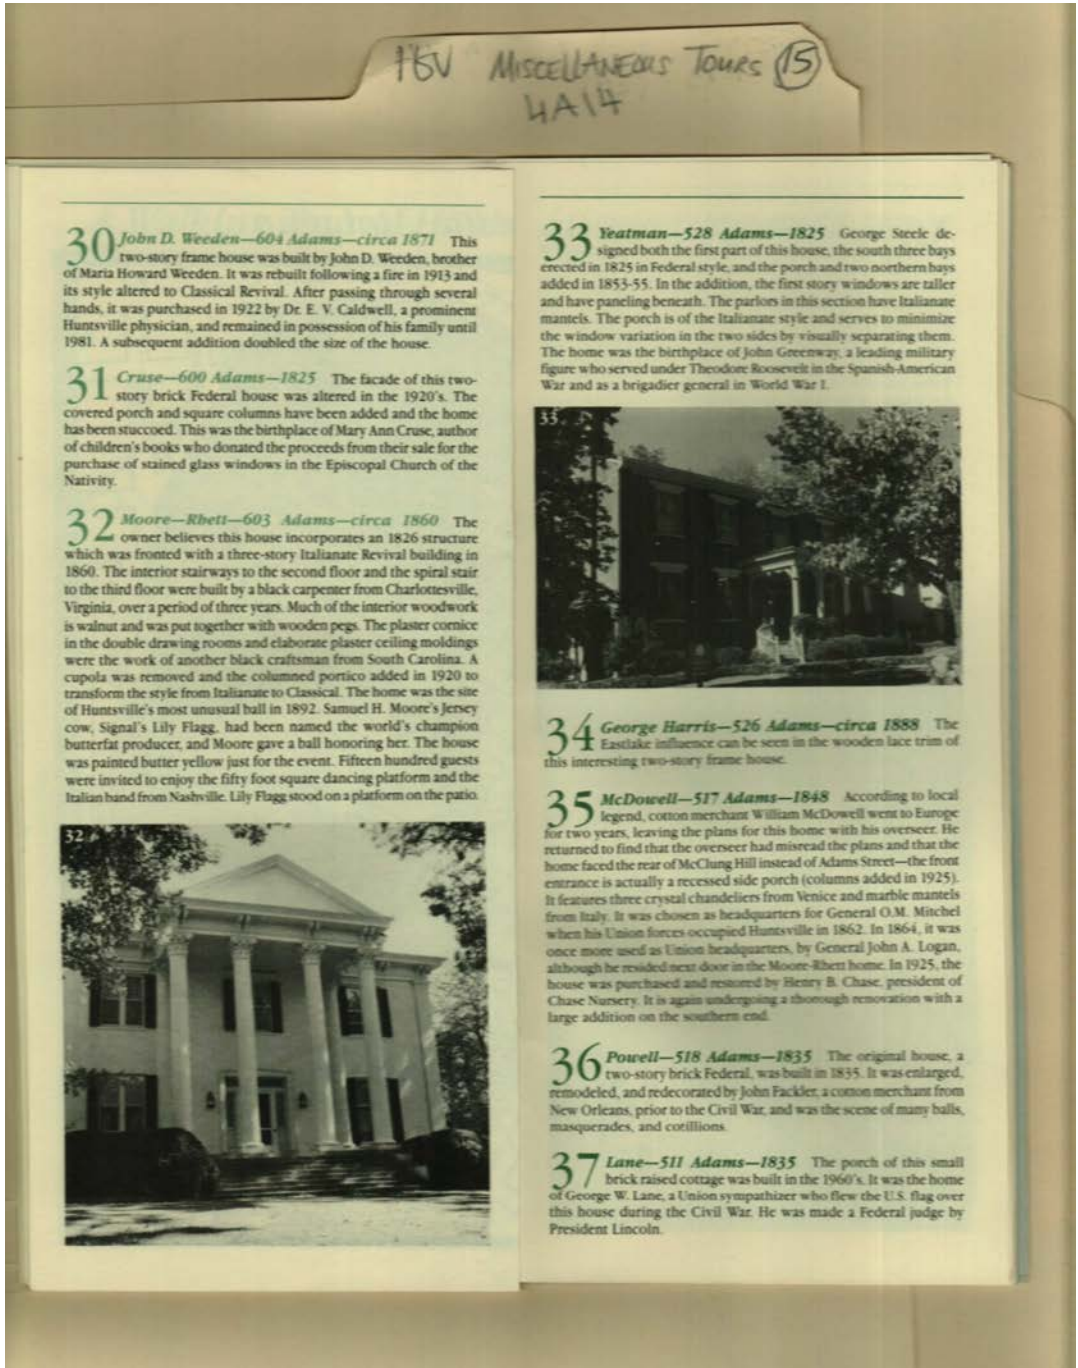 MISCELLANEOUS TOURS 15
4A14
30 John D. Weeden—604 Adams—circa 1871 This
two-story frame house was built by John D. Weeden, brother
of Maria Howard Weeden. It was rebuilt following a fire in 1913 and
its style altered to Classical Revival. After passing through several
hands, it was purchased in 1922 by Dr. E. V. Caldwell, a prominent
Huntsville physician, and remained in possession of his family until
1981. A subsequent addition doubled the size of the house.
31 Cruse—600 Adams—1825 The facade of this two-
story brick Federal house was altered in the 1920's. The
covered porch and square columns have been added and the home
has been stuccoed. This was the birthplace of Mary Ann Cruse, author
of children's books who donated the proceeds from their sale for the
purchase of stained glass windows in the Episcopal Church of the
Nativity.
32 Moore—Rhett—603 Adams—circa 1860 The
owner believes this house incorporates an 1826 structure
which was fronted with a three-story Italianate Revival building in
1860. The interior stairways to the second floor and the spiral stair
to the third floor were built by a black carpenter from Charlottesville,
Virginia, over a period of three years. Much of the interior woodwork
is walnut and was put together with wooden pegs. The plaster cornice
in the double drawing rooms and elaborate plaster ceiling moldings
were the work of another black craftsman from South Carolina. A
cupola was removed and the columned portico added in 1920 to
transform the style from Italianate to Classical. The home was the site
of Huntsville's most unusual ball in 1892. Samuel H. Moore's Jersey
cow, Signal's Lily Flagg, had been named the world's champion
butterfat producer, and Moore gave a ball honoring her. The house
was painted butter yellow just for the event. Fifteen hundred guests
were invited to enjoy the fifty foot square dancing platform and the
Italian band from Nashville. Lily Flagg stood on a platform on the patio.
32
33 Yeatman—528 Adams—1825 George Steele de-
signed both the first part of this house, the south three bays
erected in 1825 in Federal style, and the porch and two northern bays
added in 1853-55. In the addition, the first story windows are taller
and have paneling beneath. The parlors in this section have Italianate
mantels. The porch is of the Italianate style and serves to minimize
the window variation in the two sides by visually separating them.
The home was the birthplace of John Greenway, a leading military
figure who served under Theodore Roosevelt in the Spanish-American
War and as a brigadier general in World War I.
33
34 George Harris—526 Adams—circa 1888 The
Eastlake influence can be seen in the wooden lace trim of
this interesting two-story frame house.
35 McDowell—517 Adams—1848 According to local
legend, cotton merchant William McDowell went to Europe
for two years, leaving the plans for this home with his overseer. He
returned to find that the overseer had misread the plans and that the
home faced the rear of McClung Hill instead of Adams Street—the front
entrance is actually a recessed side porch (columns added in 1925).
It features three crystal chandeliers from Venice and marble mantels
from Italy. It was chosen as headquarters for General O.M. Mitchel
when his Union forces occupied Huntsville in 1862. In 1864, it was
once more used as Union headquarters, by General John A. Logan,
although he resided next door in the Moore-Rhett home. In 1925, the
house was purchased and restored by Henry B. Chase, president of
Chase Nursery. It is again undergoing a thorough renovation with a
large addition on the southern end.
36 Powell—518 Adams—1835 The original house, a
two-story brick Federal, was built in 1835. It was enlarged,
remodeled, and redecorated by John Fackler, a cotton merchant from
New Orleans, prior to the Civil War, and was the scene of many balls,
masquerades, and cotillions.
37 Lane—511 Adams—1835 The porch of this small
brick raised cottage was built in the 1960's. It was the home
of George W. Lane, a Union sympathizer who flew the U.S. flag over
this house during the Civil War. He was made a Federal judge by
President Lincoln.